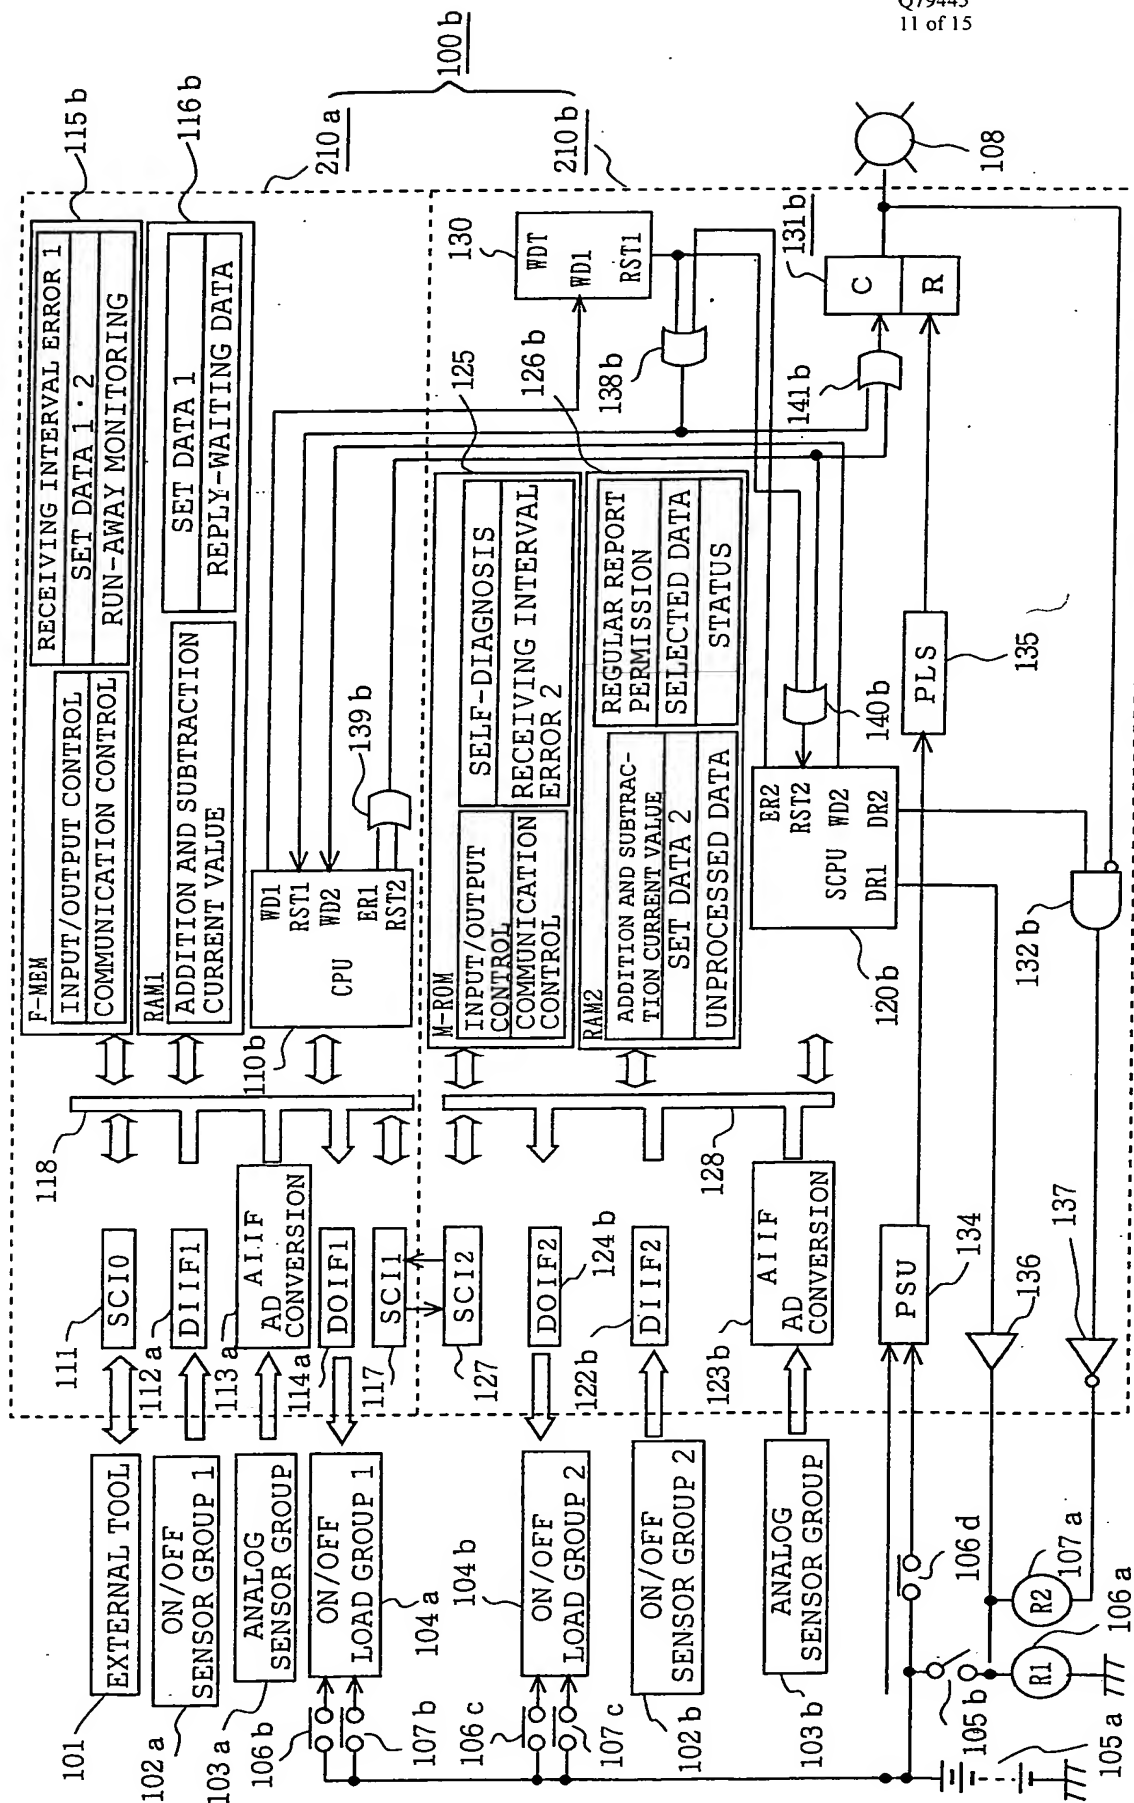 Q79445
11 of 15
100b
210a
210b
115b
116b
F-MEM
INPUT/OUTPUT CONTROL
COMMUNICATION CONTROL
RECEIVING INTERVAL ERROR 1
SET DATA 1・2
RUN-AWAY MONITORING
RAM1
ADDITION AND SUBTRACTION
CURRENT VALUE
SET DATA 1
REPLY-WAITING DATA
139b
WD1
RST1
WD2
ER1
RST2
CPU
110b
118
111
SCI0
112a
DIIF1
113a
AIIF
AD
CONVERSION
114a
DOIF1
117
SCI1
101
EXTERNAL TOOL
102a
ON/OFF
SENSOR GROUP 1
103a
ANALOG
SENSOR GROUP
106b
ON/OFF
LOAD GROUP 1
104a
107b
130
WDT
WD1
RST1
138b
125
126b
M-ROM
INPUT/OUTPUT
CONTROL
COMMUNICATION
CONTROL
SELF-DIAGNOSIS
RECEIVING INTERVAL
ERROR 2
RAM2
ADDITION AND SUBTRAC-
TION CURRENT VALUE
SET DATA 2
UNPROCESSED DATA
REGULAR REPORT
PERMISSION
SELECTED DATA
STATUS
140b
ER2
RST2
WD2
SCPU
DR1
DR2
120b
128
SCI2
127
DOIF2
124b
122b
DIIF2
123b
AIIF
AD
CONVERSION
104b
ON/OFF
LOAD GROUP 2
106c
107c
ON/OFF
SENSOR GROUP 2
102b
ANALOG
SENSOR GROUP
103b
108
131b
C
R
141b
PLS
135
132b
PSU
134
136
137
106d
107a
R2
106a
R1
105b
105a